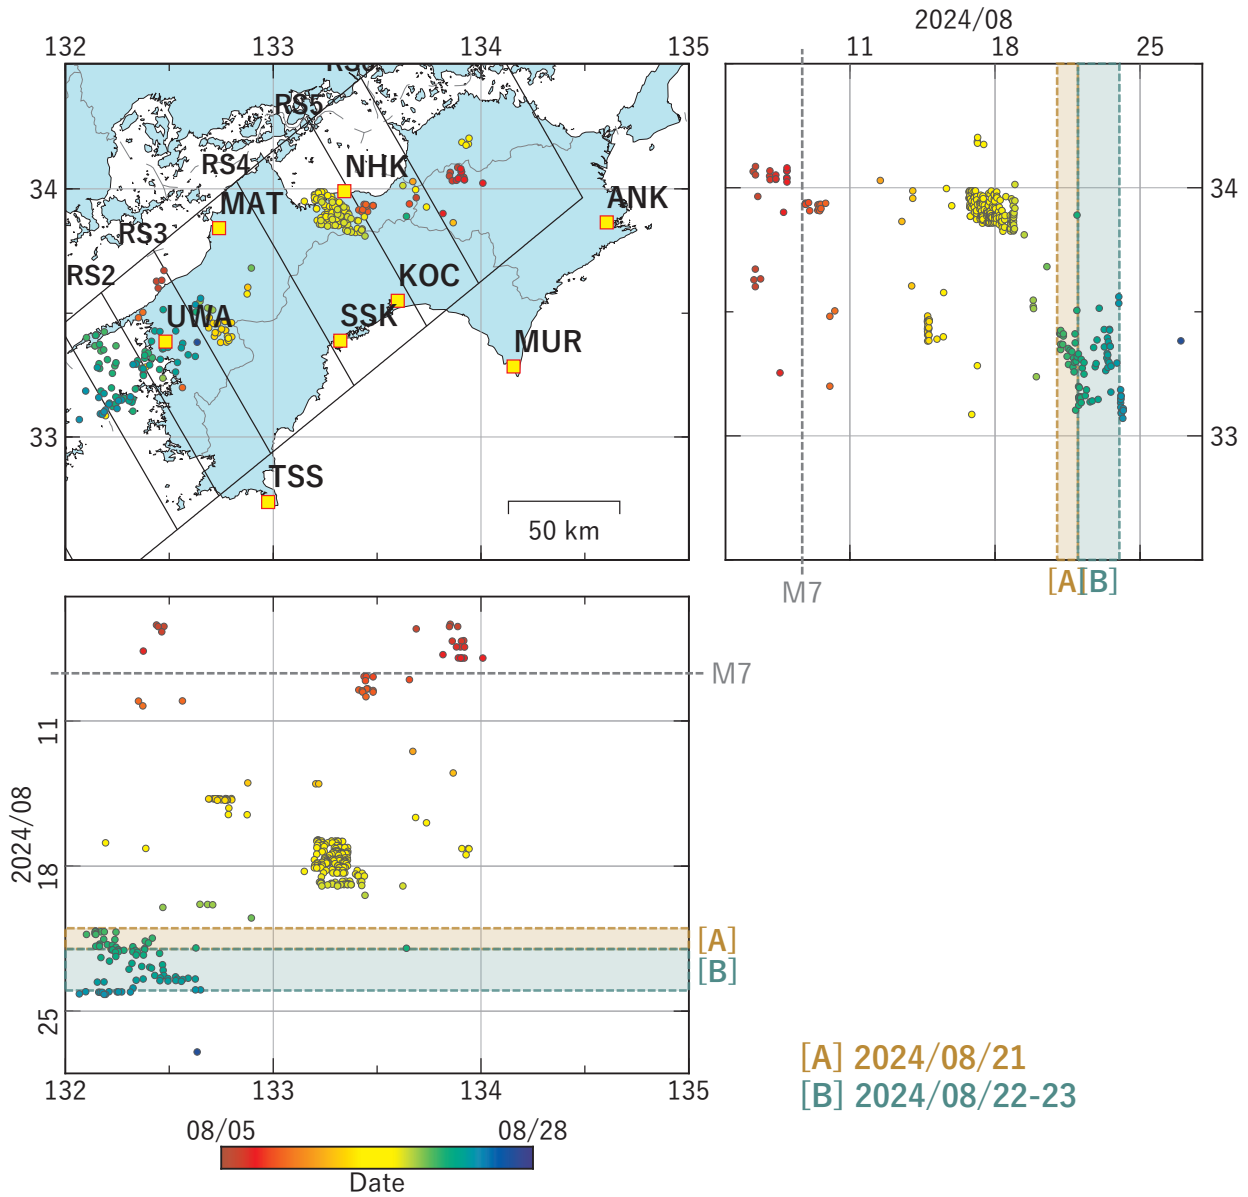 2024/08
132
133
134
135
11
18
25
RS6
RS5
RS4
NHK
34
MAT
ANK
34
RS3
RS2
KOC
UWA
SSK
MUR
33
33
TSS
50 km
[A]
[B]
M7
M7
11
2024/08
18
[A]
[B]
25
132
133
134
135
[A] 2024/08/21
[B] 2024/08/22-23
08/05
08/28
Date